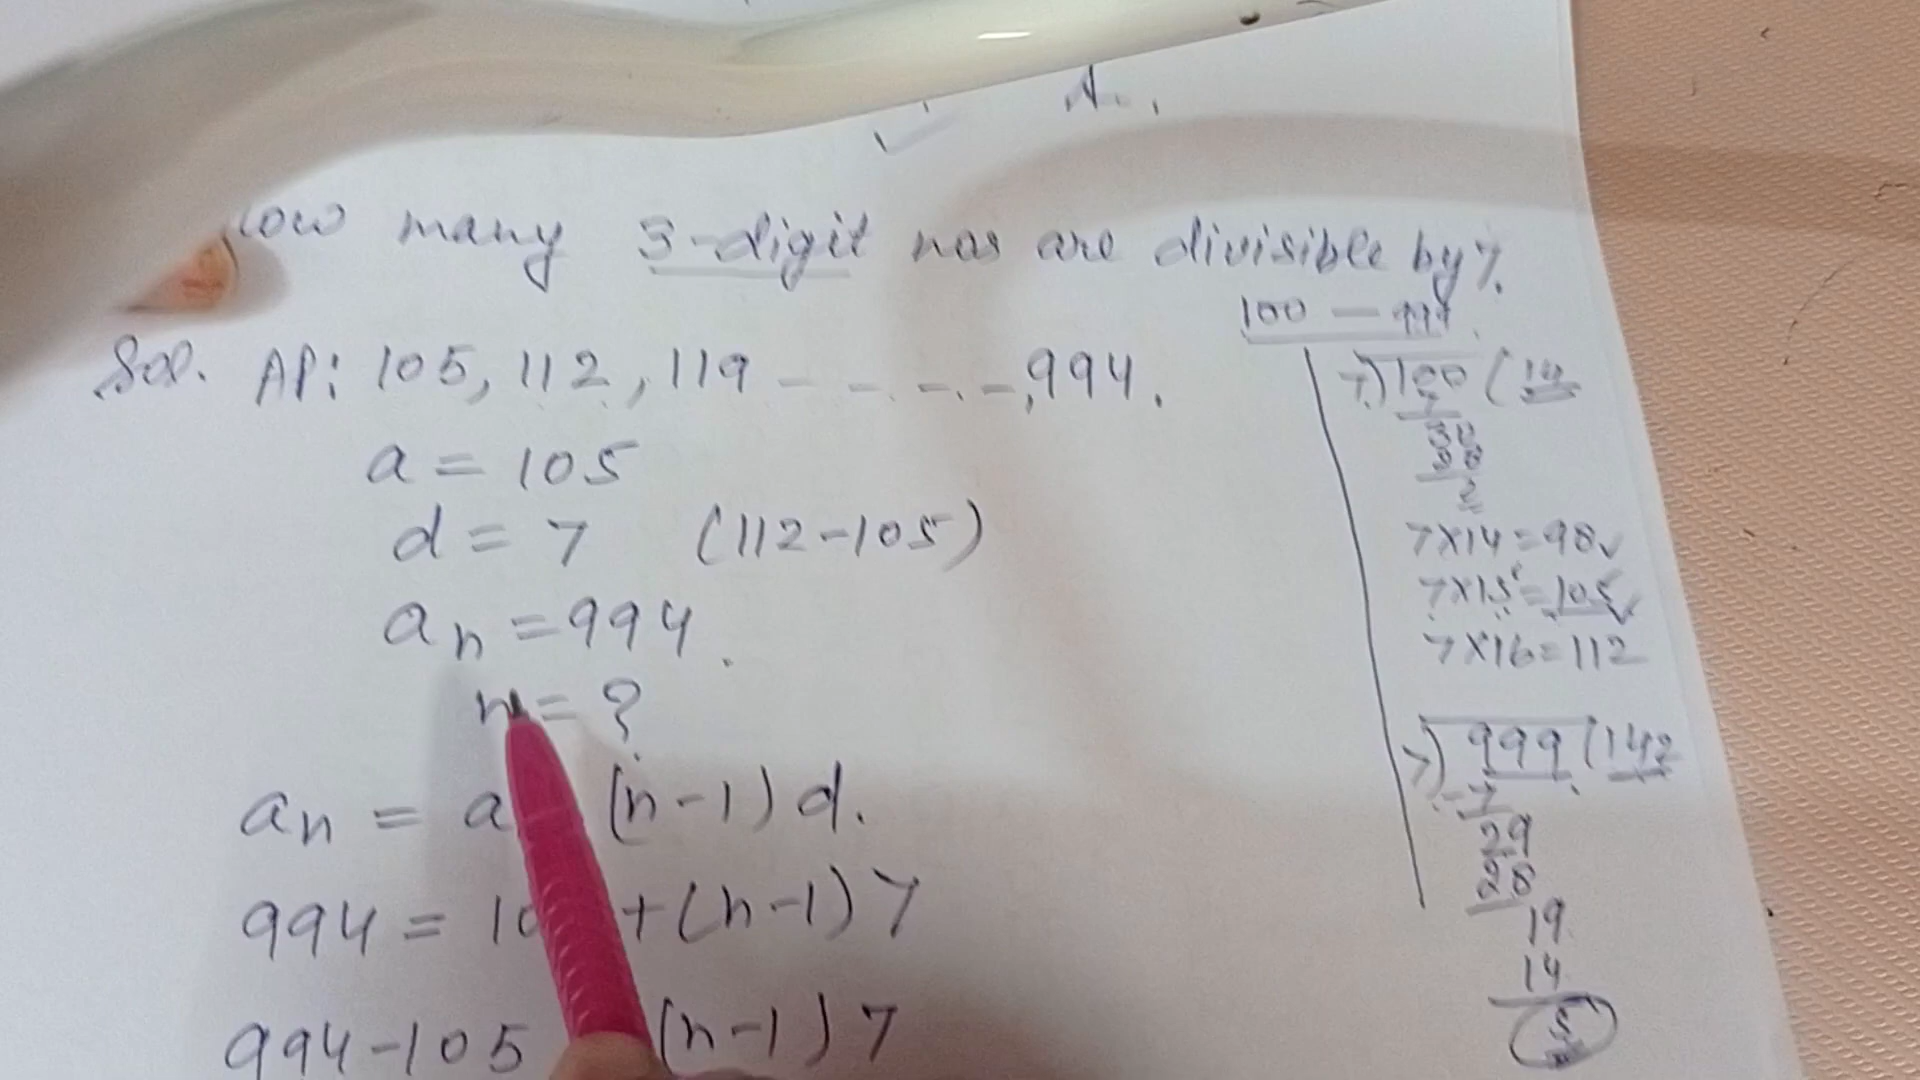 many 3-digit nos are divisible by 7.
100 - 999.
Sol. AP: 105, 112, 119 - - - -, 994.
a = 105
d = 7 (112-105)
an = 994.
n = ?
an = a (n-1) d.
994 = 10 + (n-1) 7
994-105 (n-1) 7
7) 100 ( 14
7
30
28
2
7×14=98✓
7×15=105✓
7×16=112
7) 999 ( 142
-7
29
28
19
14
5